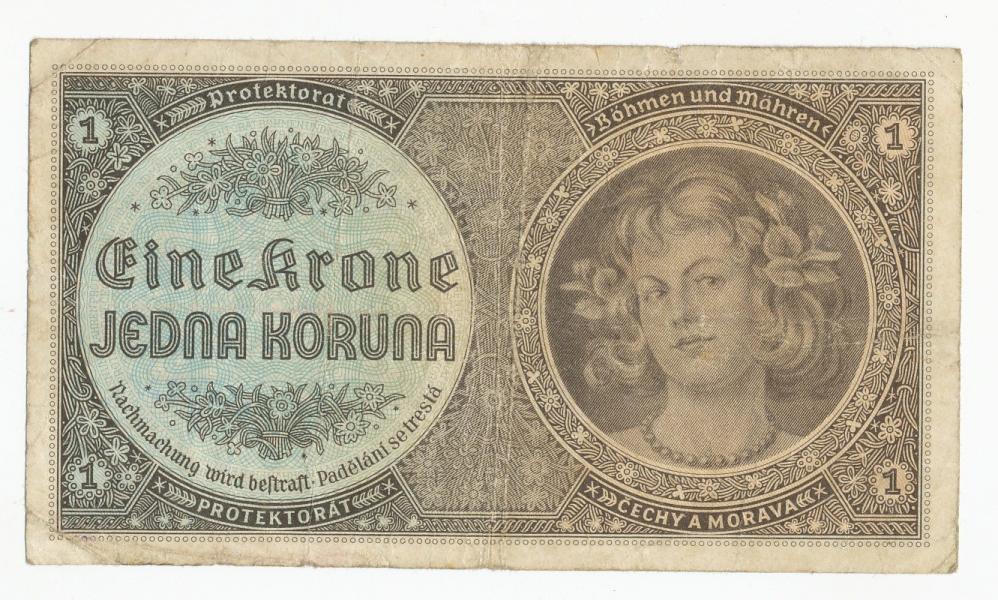 Protektorat
Böhmen und Mähren
1
1
Eine Krone
JEDNA KORUNA
Nachmachung wird beſtraft · Padělání se trestá
1
1
PROTEKTORÁT
ČECHY A MORAVA